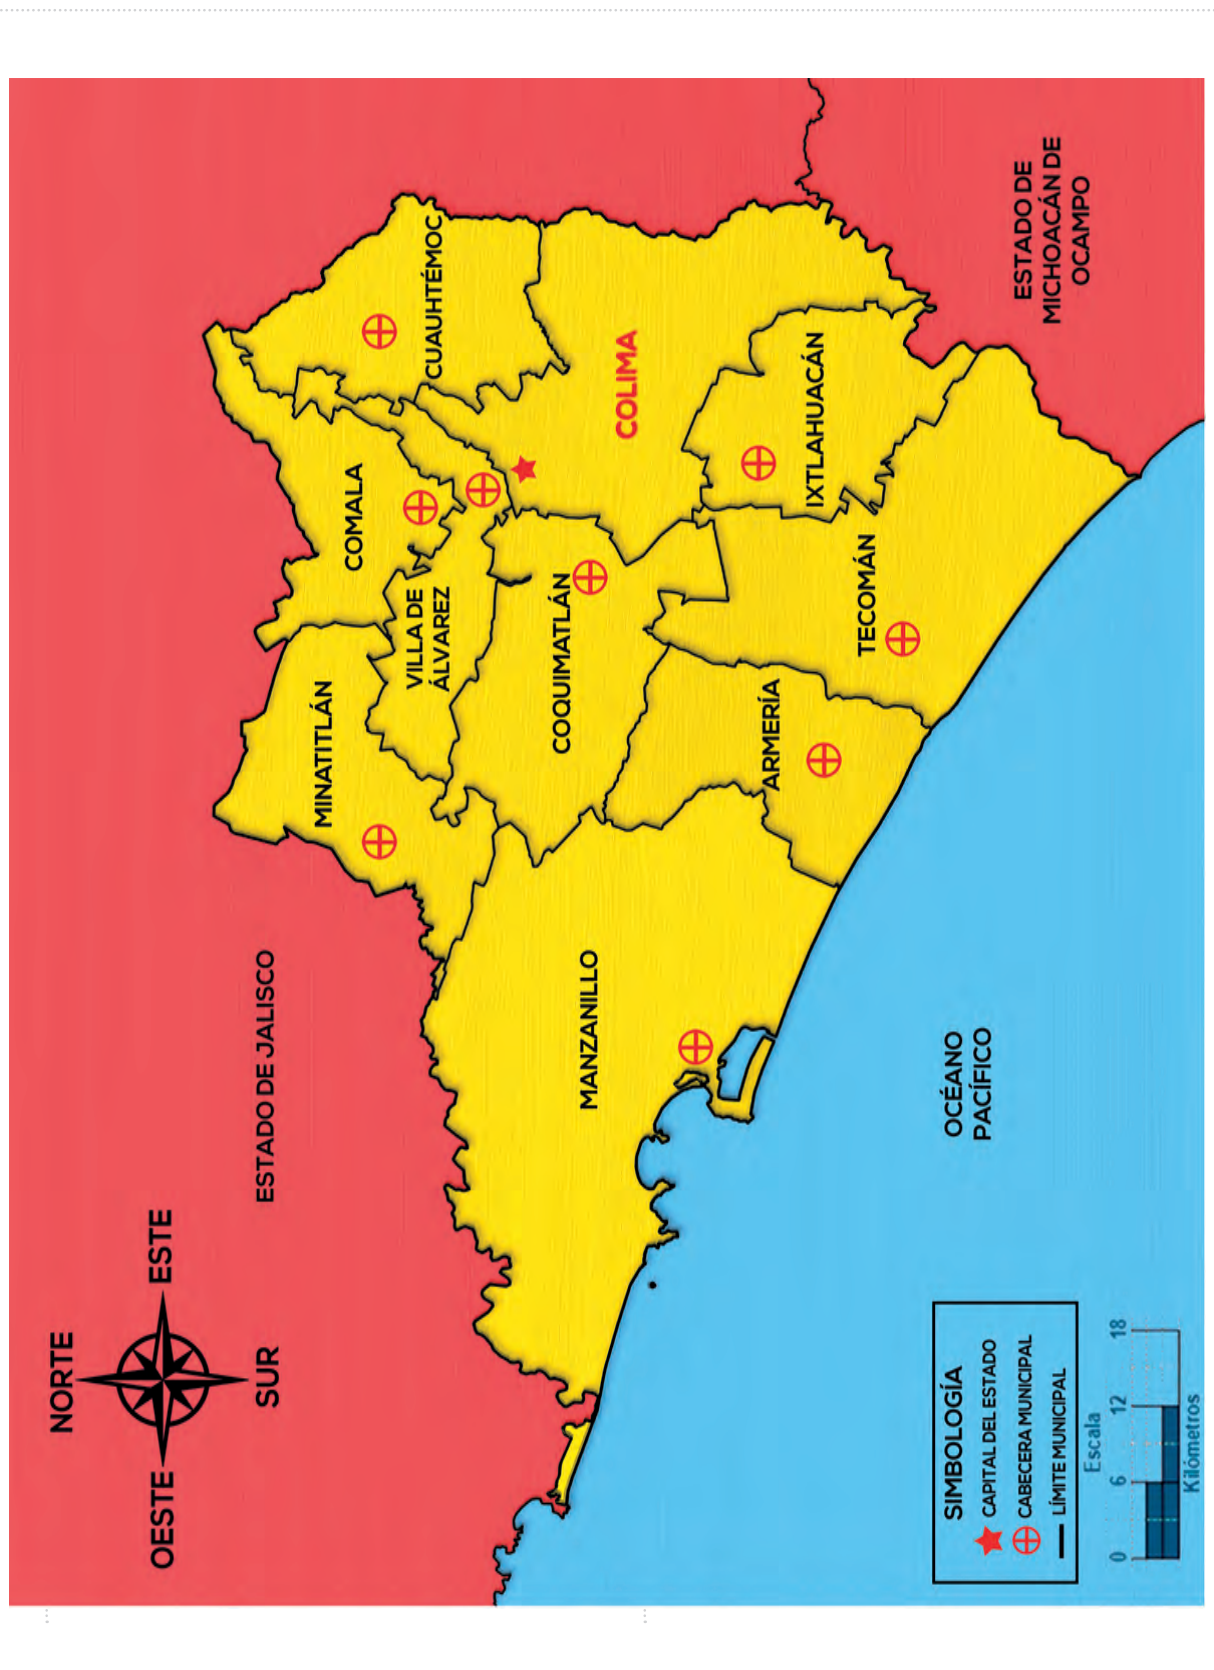 NORTE
OESTE
ESTE
SUR
ESTADO DE JALISCO
MINATITLÁN
COMALA
CUAUHTÉMOC
VILLA DE
ÁLVAREZ
COQUIMATLÁN
COLIMA
MANZANILLO
ARMERÍA
IXTLAHUACÁN
TECOMÁN
ESTADO DE
MICHOACÁN DE
OCAMPO
OCÉANO
PACÍFICO
SIMBOLOGÍA
CAPITAL DEL ESTADO
CABECERA MUNICIPAL
LÍMITE MUNICIPAL
Escala
0 6 12 18
Kilómetros